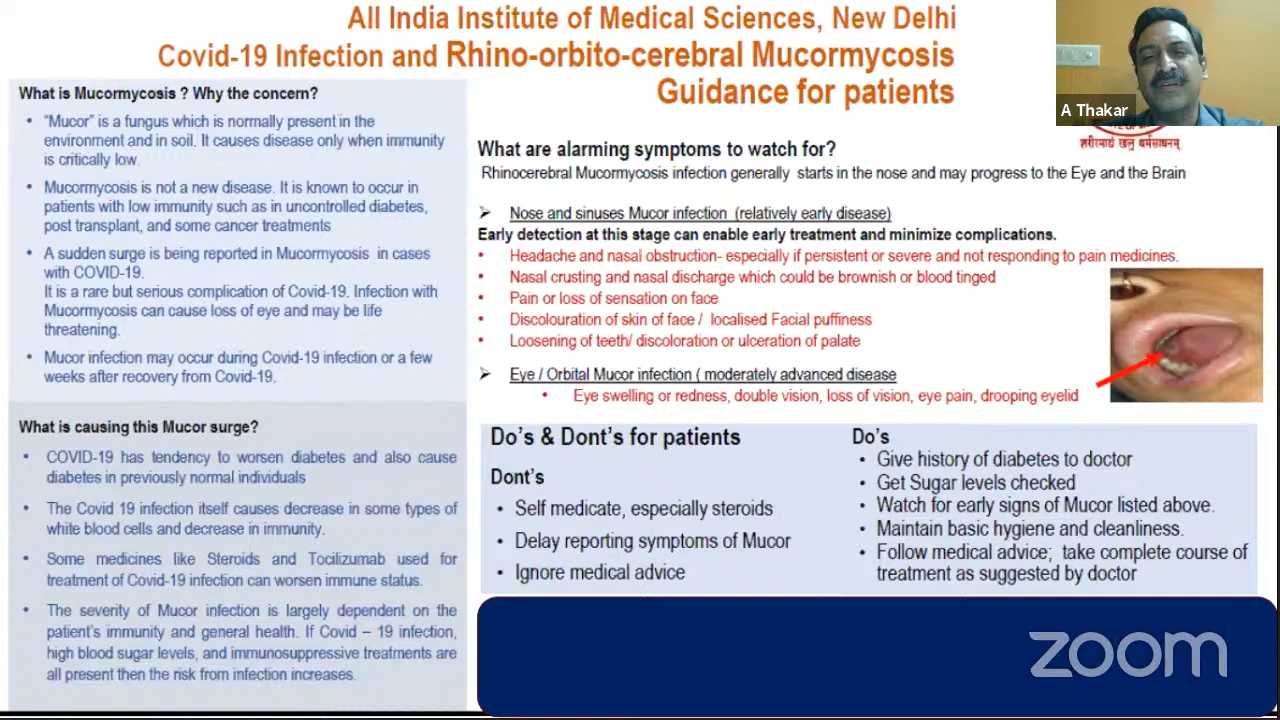 All India Institute of Medical Sciences, New Delhi
Covid-19 Infection and Rhino-orbito-cerebral Mucormycosis
Guidance for patients
A Thakar
शरीरमाद्यं खलु धर्मसाधनम्
What is Mucormycosis ? Why the concern?
• “Mucor” is a fungus which is normally present in the
environment and in soil. It causes disease only when immunity
is critically low.
• Mucormycosis is not a new disease. It is known to occur in
patients with low immunity such as in uncontrolled diabetes,
post transplant, and some cancer treatments
• A sudden surge is being reported in Mucormycosis in cases
with COVID-19.
It is a rare but serious complication of Covid-19. Infection with
Mucormycosis can cause loss of eye and may be life
threatening.
• Mucor infection may occur during Covid-19 infection or a few
weeks after recovery from Covid-19.
What is causing this Mucor surge?
• COVID-19 has tendency to worsen diabetes and also cause
diabetes in previously normal individuals
• The Covid 19 infection itself causes decrease in some types of
white blood cells and decrease in immunity.
• Some medicines like Steroids and Tocilizumab used for
treatment of Covid-19 infection can worsen immune status.
• The severity of Mucor infection is largely dependent on the
patient’s immunity and general health. If Covid – 19 infection,
high blood sugar levels, and immunosuppressive treatments are
all present then the risk from infection increases.
What are alarming symptoms to watch for?
Rhinocerebral Mucormycosis infection generally starts in the nose and may progress to the Eye and the Brain
➢ Nose and sinuses Mucor infection (relatively early disease)
Early detection at this stage can enable early treatment and minimize complications.
• Headache and nasal obstruction- especially if persistent or severe and not responding to pain medicines.
• Nasal crusting and nasal discharge which could be brownish or blood tinged
• Pain or loss of sensation on face
• Discolouration of skin of face / localised Facial puffiness
• Loosening of teeth/ discoloration or ulceration of palate
➢ Eye / Orbital Mucor infection ( moderately advanced disease
• Eye swelling or redness, double vision, loss of vision, eye pain, drooping eyelid
Do’s & Dont’s for patients
Dont’s
• Self medicate, especially steroids
• Delay reporting symptoms of Mucor
• Ignore medical advice
Do’s
• Give history of diabetes to doctor
• Get Sugar levels checked
• Watch for early signs of Mucor listed above.
• Maintain basic hygiene and cleanliness.
• Follow medical advice; take complete course of
treatment as suggested by doctor
zoom